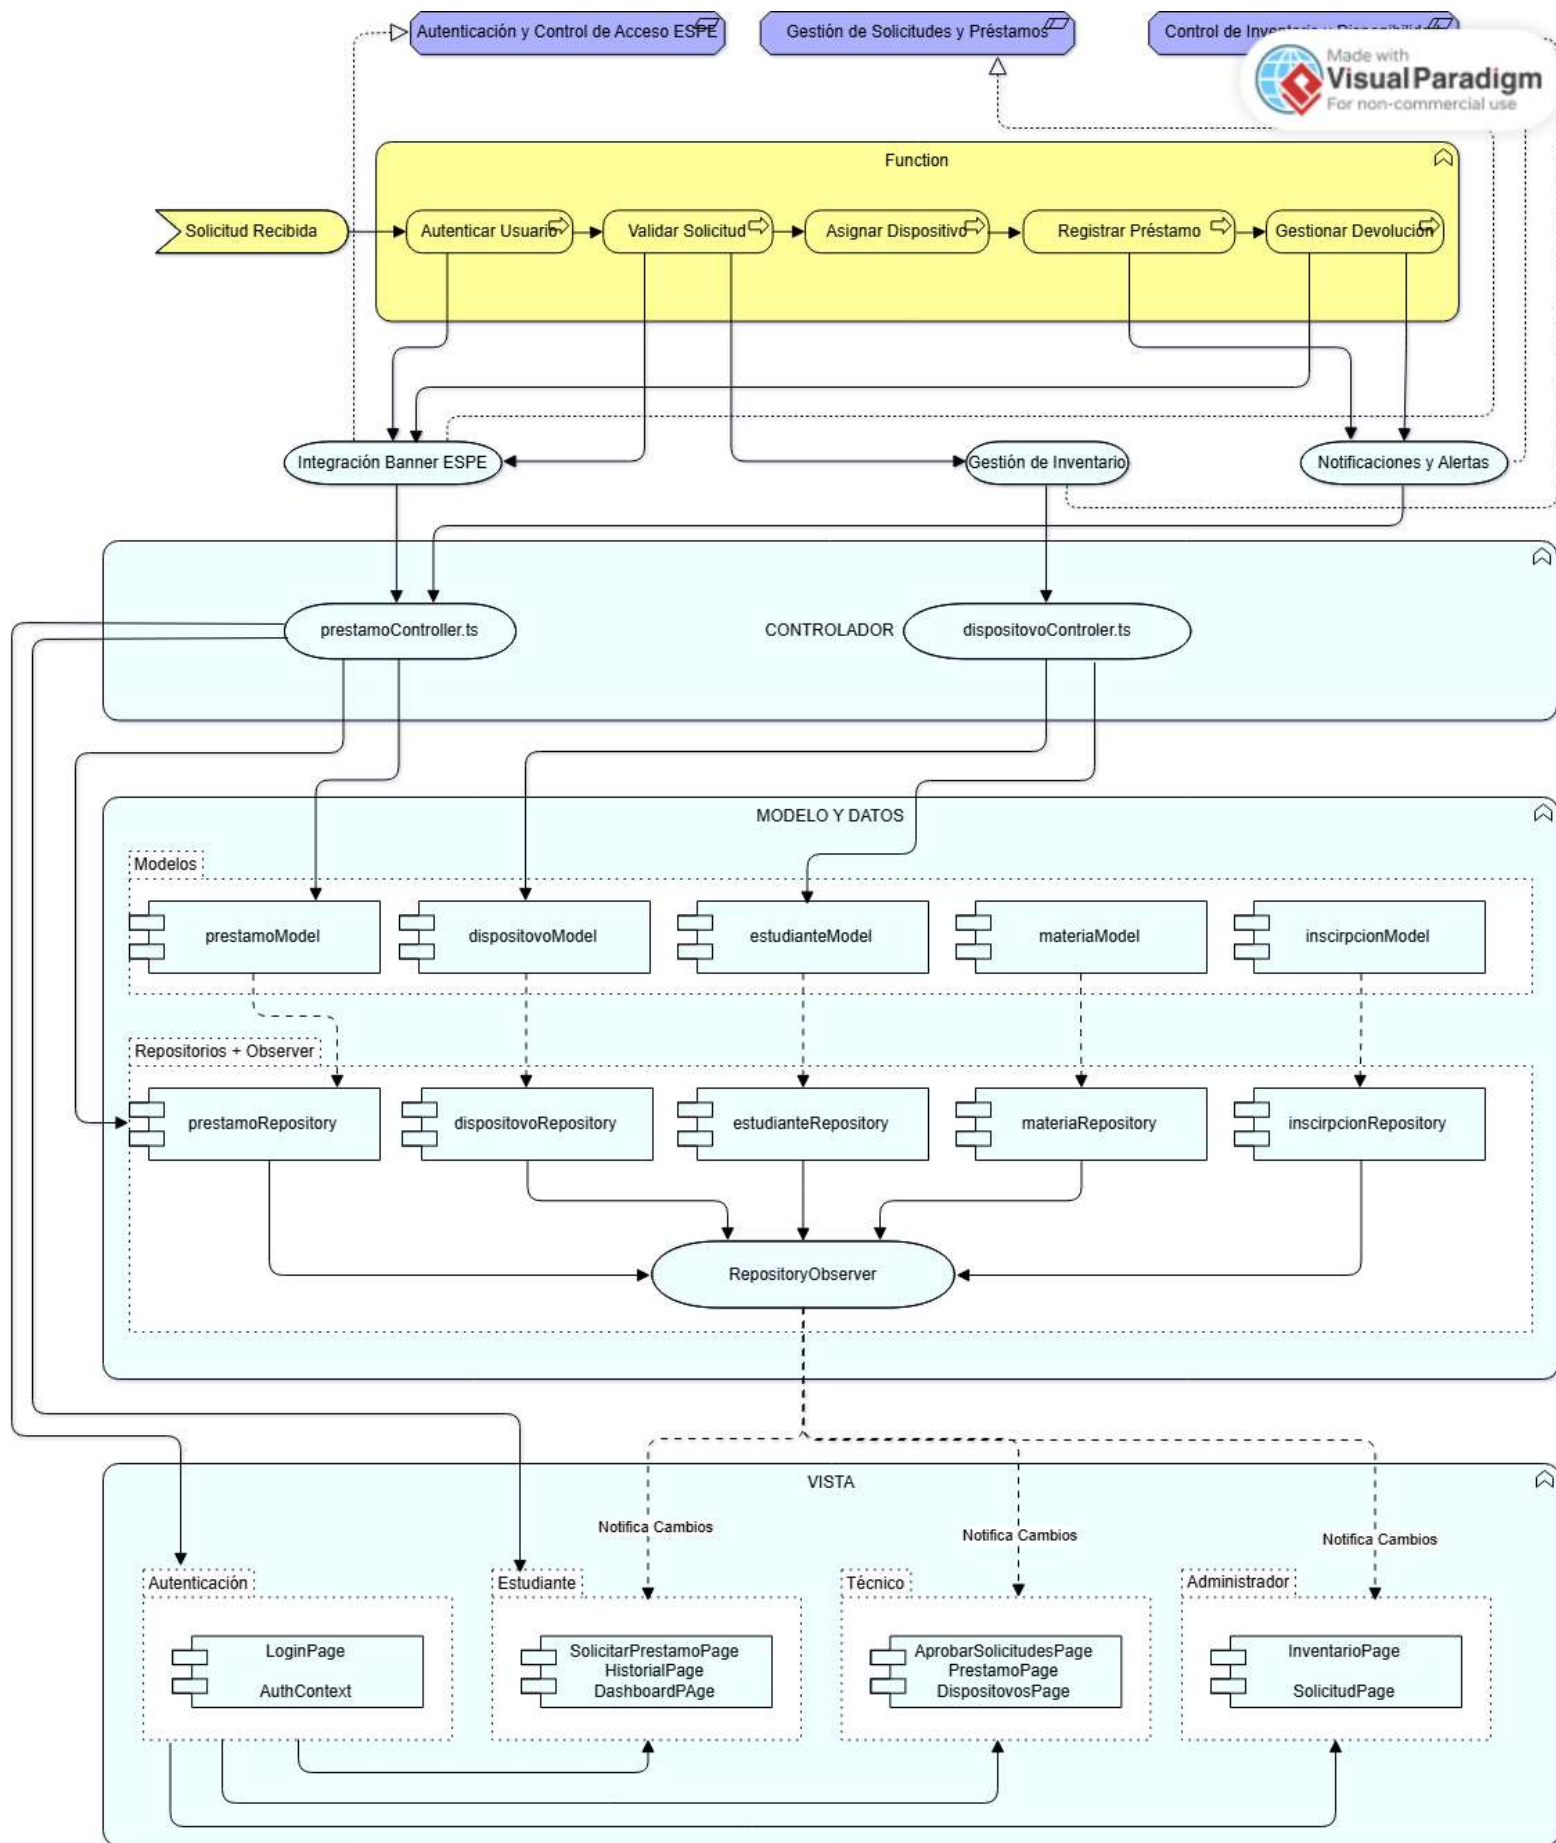 Autenticación y Control de Acceso ESPE
Gestión de Solicitudes y Préstamos
Control de Inventario y Disponibilidad
Made with
Visual Paradigm
For non-commercial use
Function
Solicitud Recibida
Autenticar Usuario
Validar Solicitud
Asignar Dispositivo
Registrar Préstamo
Gestionar Devolución
Integración Banner ESPE
Gestión de Inventario
Notificaciones y Alertas
prestamoController.ts
CONTROLADOR
dispositovoControler.ts
MODELO Y DATOS
Modelos
prestamoModel
dispositovoModel
estudianteModel
materiaModel
inscirpcionModel
Repositorios + Observer
prestamoRepository
dispositovoRepository
estudianteRepository
materiaRepository
inscirpcionRepository
RepositoryObserver
VISTA
Notifica Cambios
Notifica Cambios
Notifica Cambios
Autenticación
Estudiante
Técnico
Administrador
LoginPage
AuthContext
SolicitarPrestamoPage
HistorialPage
DashboardPAge
AprobarSolicitudesPage
PrestamoPage
DispositovosPage
InventarioPage
SolicitudPage